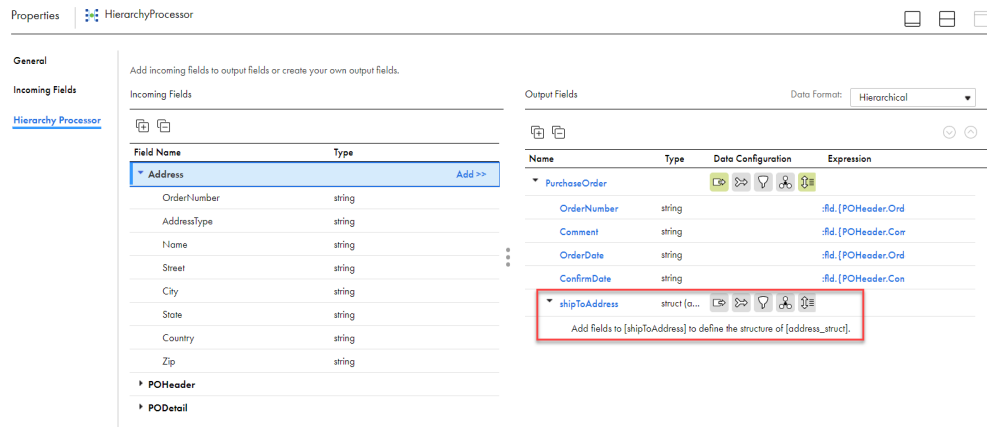 Properties HierarchyProcessor
General
Incoming Fields
Hierarchy Processor
Add incoming fields to output fields or create your own output fields.
Incoming Fields
Field Name Type
Address Add >>
OrderNumber string
AddressType string
Name string
Street string
City string
State string
Country string
Zip string
POHeader
PODetail
Output Fields Data Format: Hierarchical
Name Type Data Configuration Expression
PurchaseOrder
OrderNumber string :fld.{POHeader.Ord
Comment string :fld.{POHeader.Com
OrderDate string :fld.{POHeader.Ord
ConfirmDate string :fld.{POHeader.Con
shipToAddress struct (a...
Add fields to [shipToAddress] to define the structure of [address_struct].